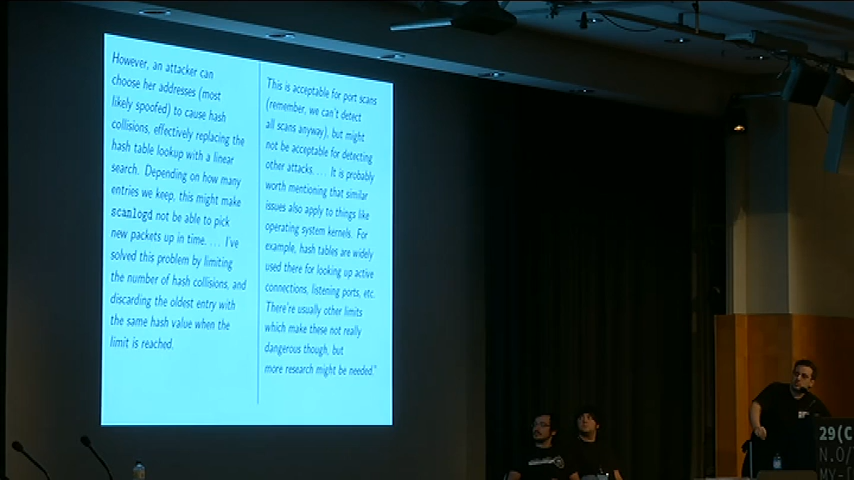 However, an attacker can
choose her addresses (most
likely spoofed) to cause hash
collisions, effectively replacing the
hash table lookup with a linear
search. Depending on how many
entries we keep, this might make
scanlogd not be able to pick
new packets up in time. ... I've
solved this problem by limiting
the number of hash collisions, and
discarding the oldest entry with
the same hash value when the
limit is reached.
This is acceptable for port scans
(remember, we can't detect
all scans anyway), but might
not be acceptable for detecting
other attacks. ... It is probably
worth mentioning that similar
issues also apply to things like
operating system kernels. For
example, hash tables are widely
used there for looking up active
connections, listening ports, etc.
There're usually other limits
which make these not really
dangerous though, but
more research might be needed."
29(C
N.O/
MY-[